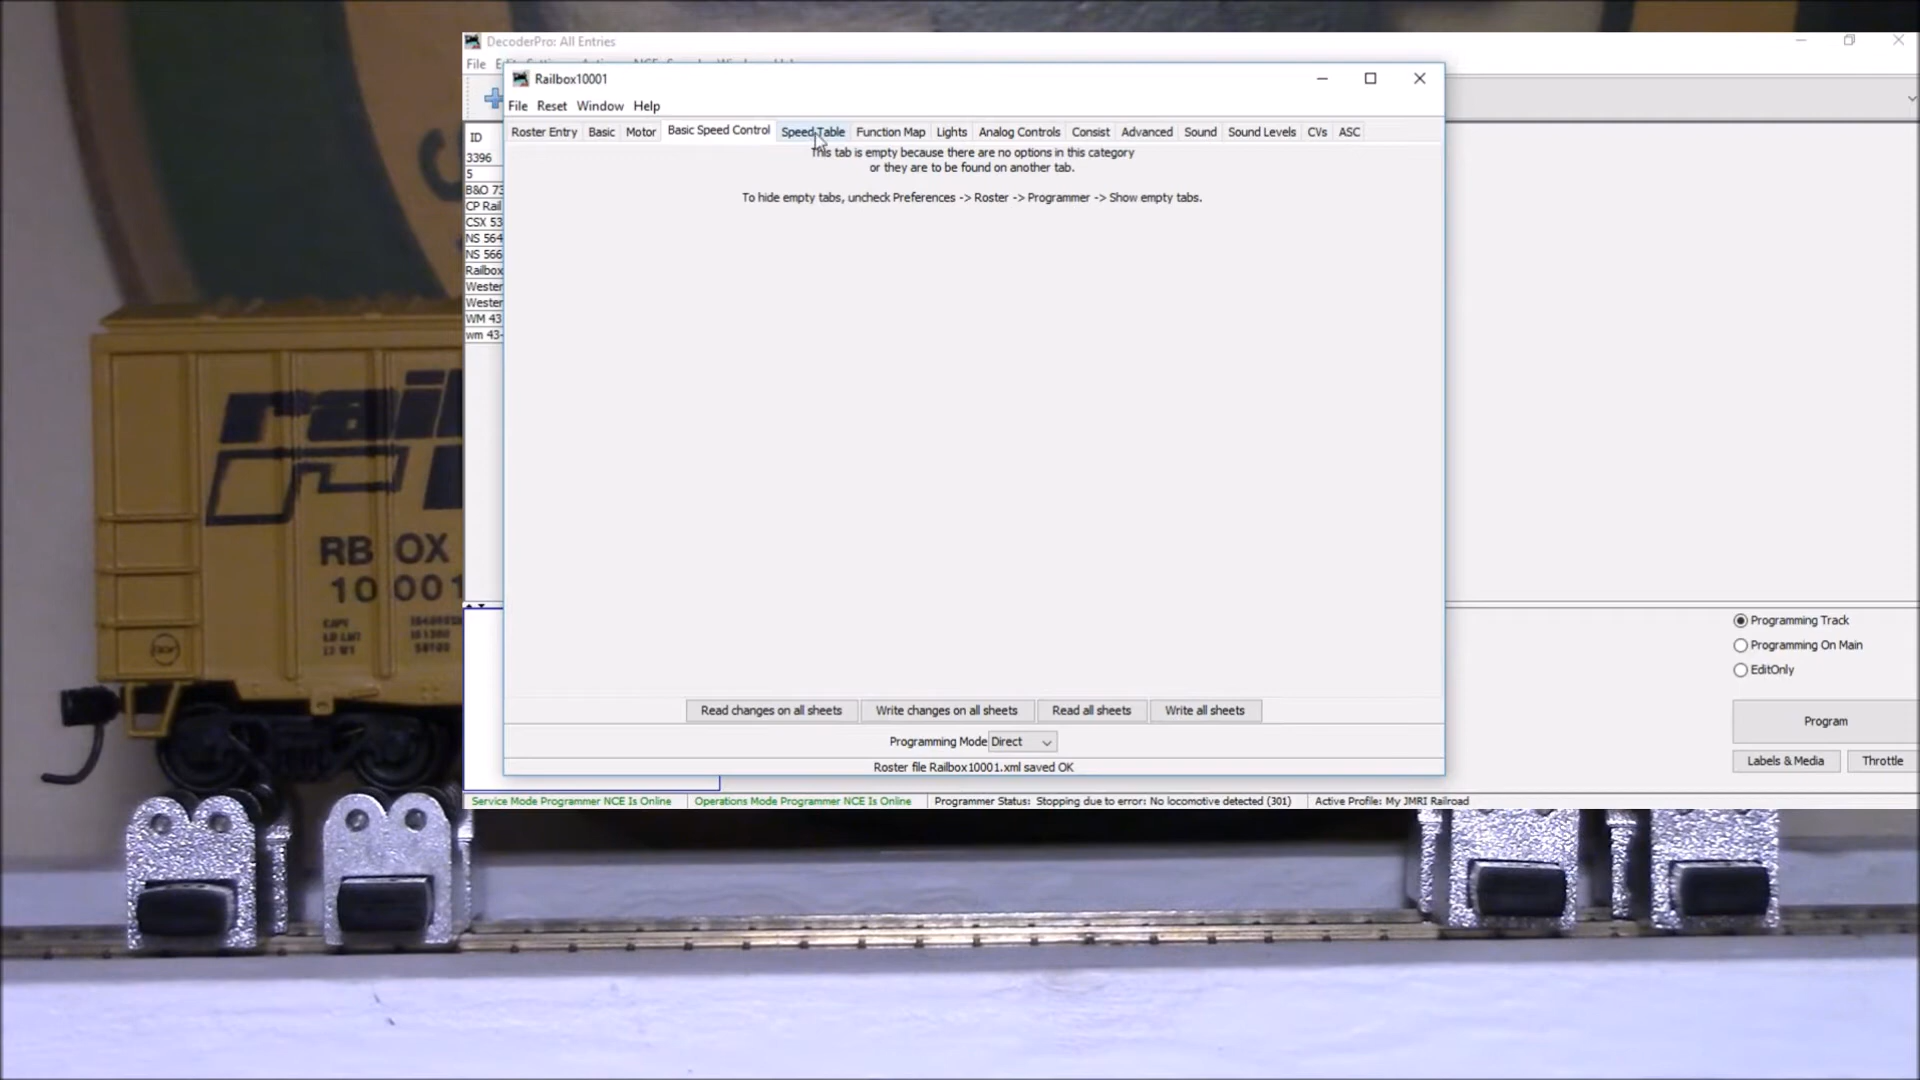 DecoderPro: All Entries
File
Railbox10001
File Reset Window Help
Roster Entry Basic Motor Basic Speed Control Speed Table Function Map Lights Analog Controls Consist Advanced Sound Sound Levels CVs ASC
This tab is empty because there are no options in this category
or they are to be found on another tab.
To hide empty tabs, uncheck Preferences -> Roster -> Programmer -> Show empty tabs.
ID
3396
5
B&O 73
CP Rail
CSX 53
NS 564
NS 566
Railbox
Wester
Wester
WM 43
wm 43-
rail
RBOX
10001
Programming Track
Programming On Main
EditOnly
Program
Labels & Media Throttle
Read changes on all sheets Write changes on all sheets Read all sheets Write all sheets
Programming Mode Direct
Roster file Railbox10001.xml saved OK
Service Mode Programmer NCE Is Online Operations Mode Programmer NCE Is Online Programmer Status: Stopping due to error: No locomotive detected (301) Active Profile: My JMRI Railroad